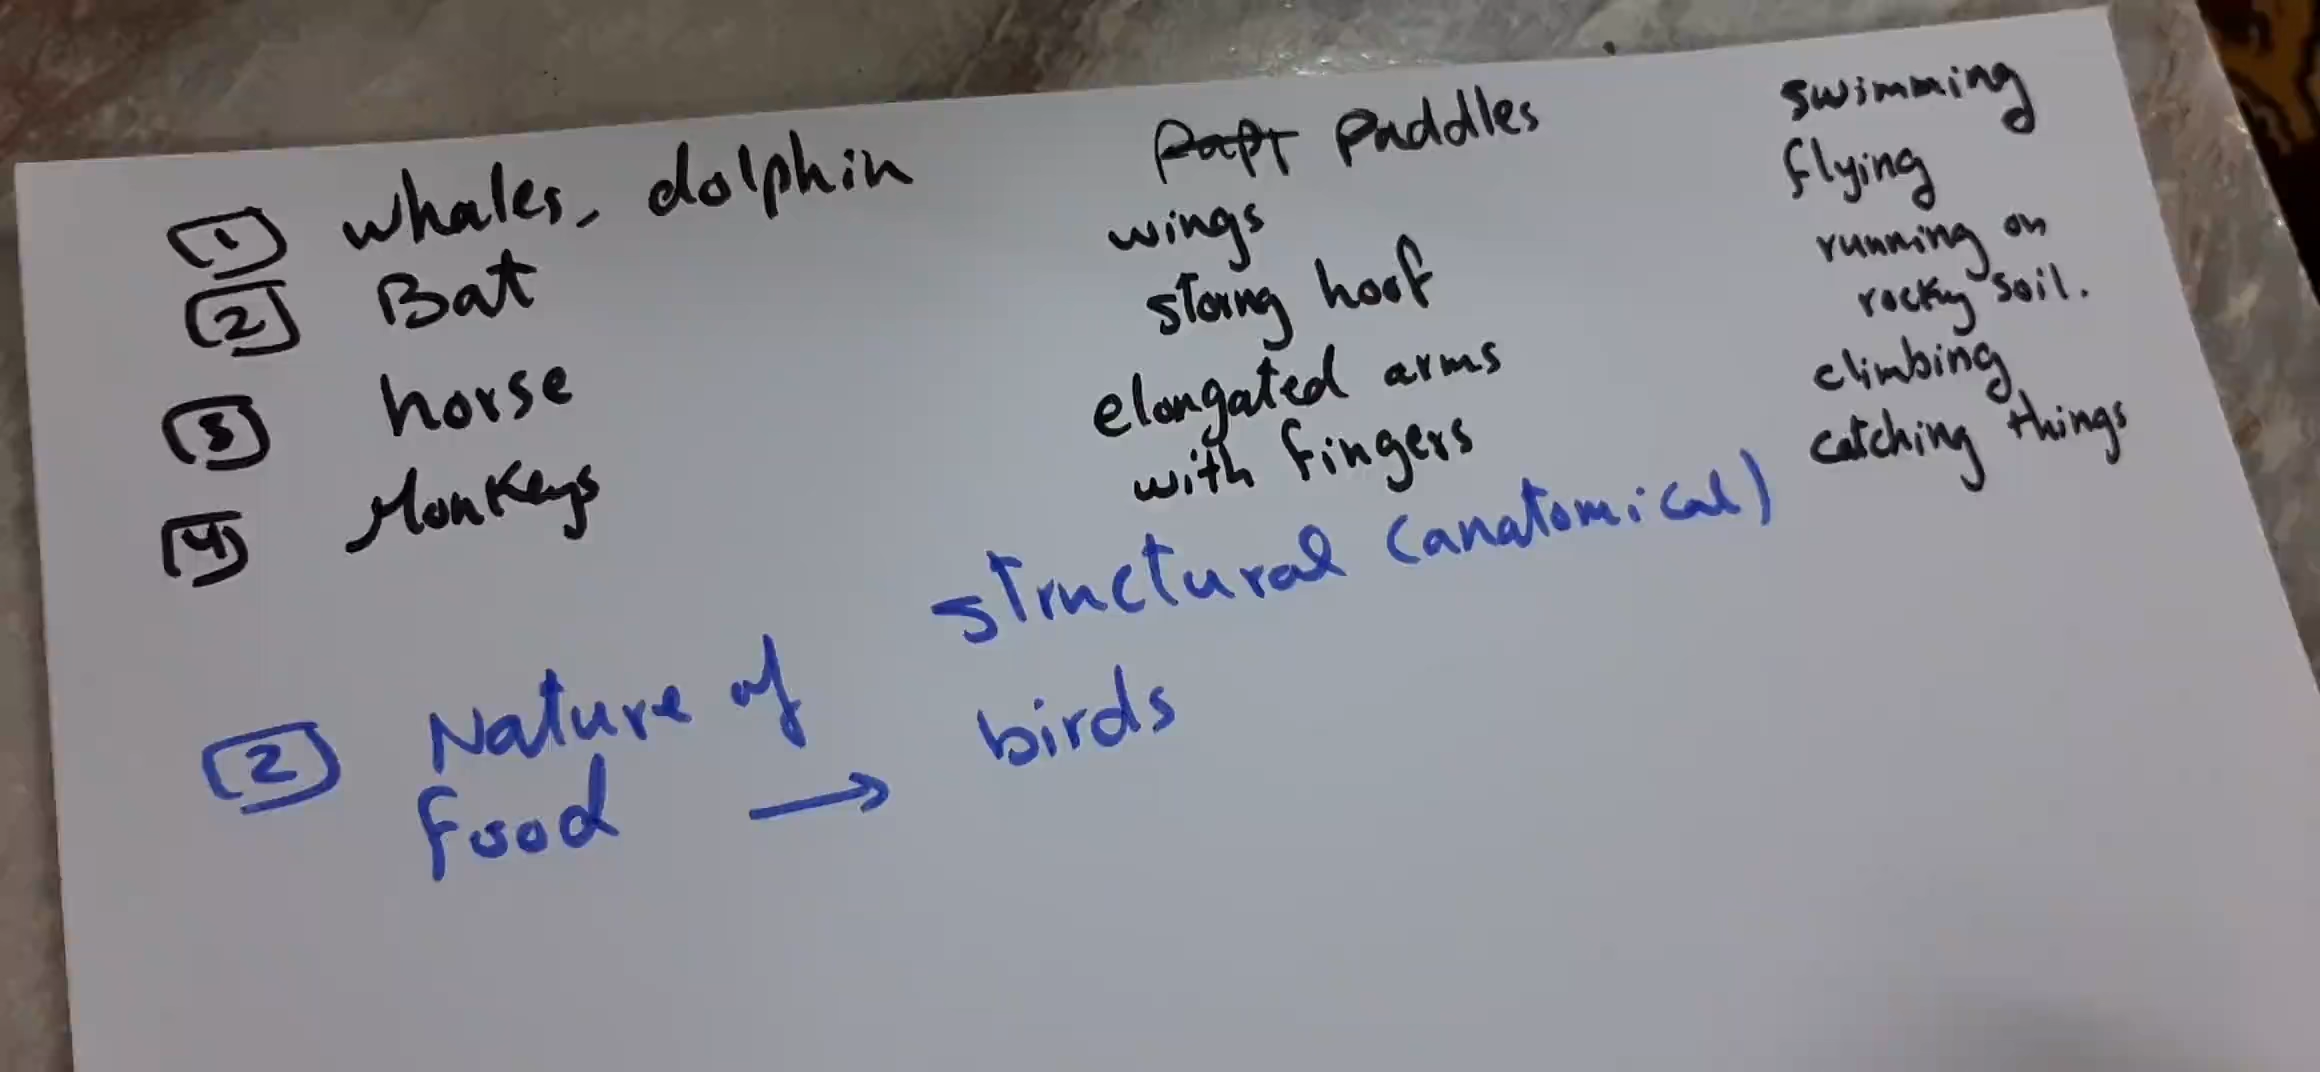 1 whales, dolphin Paddles swimming
2 Bat wings flying
3 horse strong hoof running on
rocky soil.
4 Monkeys elongated arms climbing
with fingers catching things
structural (anatomical)
2 Nature of
food → birds